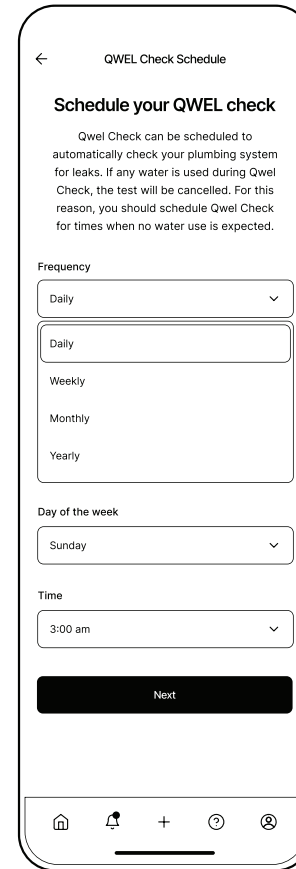 QWEL Check Schedule
Schedule your QWEL check
Qwel Check can be scheduled to
automatically check your plumbing system
for leaks. If any water is used during Qwel
Check, the test will be cancelled. For this
reason, you should schedule Qwel Check
for times when no water use is expected.
Frequency
Daily
Daily
Weekly
Monthly
Yearly
Day of the week
Sunday
Time
3:00 am
Next